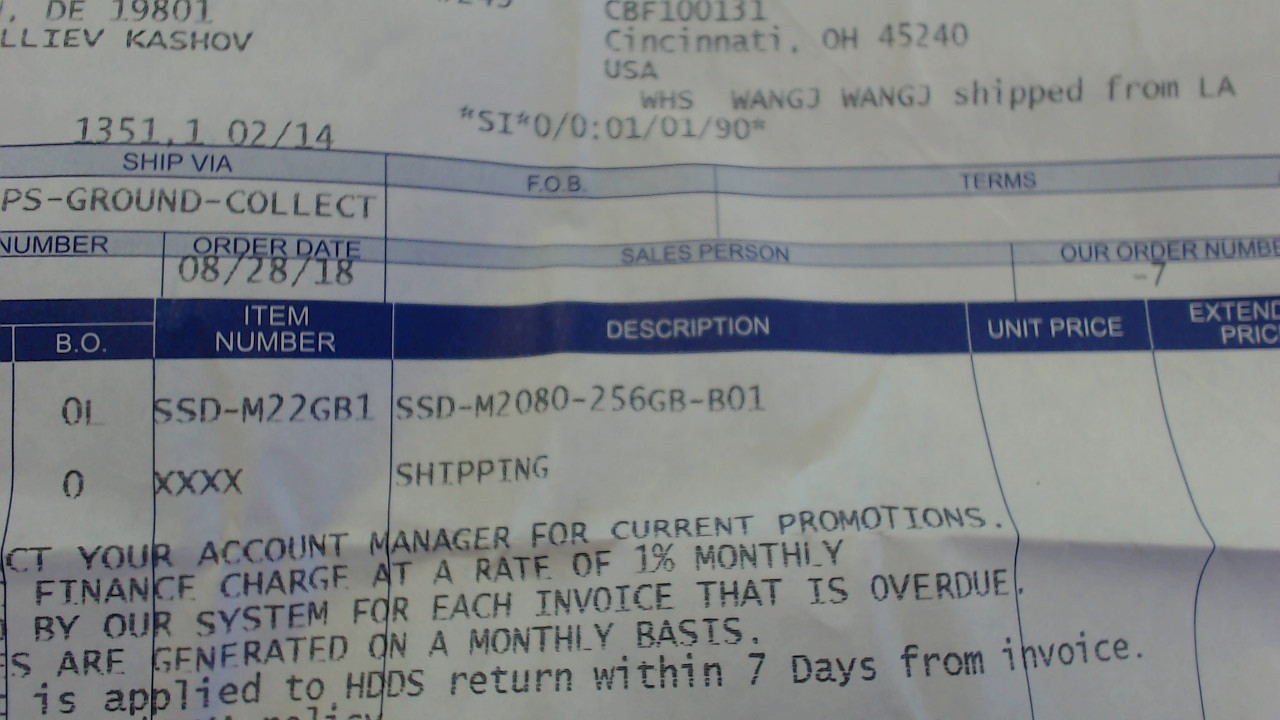 , DE 19801
CBF100131
LLIEV KASHOV
Cincinnati, OH 45240
USA
WHS WANGJ WANGJ shipped from LA
1351,1 02/14
*SI*0/0:01/01/90*
SHIP VIA F.O.B. TERMS
PS-GROUND-COLLECT
NUMBER ORDER DATE SALES PERSON OUR ORDER NUMBE
08/28/18 -7
B.O. ITEM NUMBER DESCRIPTION UNIT PRICE EXTEND PRIC
0L SSD-M22GB1 SSD-M2080-256GB-B01
0 XXXX SHIPPING
CT YOUR ACCOUNT MANAGER FOR CURRENT PROMOTIONS.
FINANCE CHARGE AT A RATE OF 1% MONTHLY
BY OUR SYSTEM FOR EACH INVOICE THAT IS OVERDUE.
S ARE GENERATED ON A MONTHLY BASIS.
is applied to HDDS return within 7 Days from invoice.